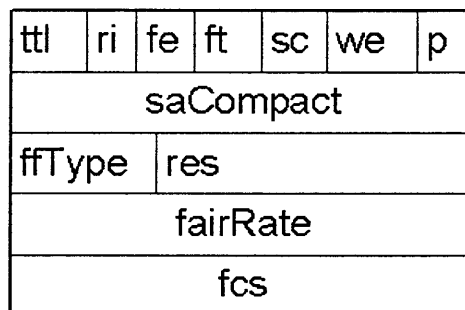 ttl ri fe ft sc we p
saCompact
ffType res
fairRate
fcs